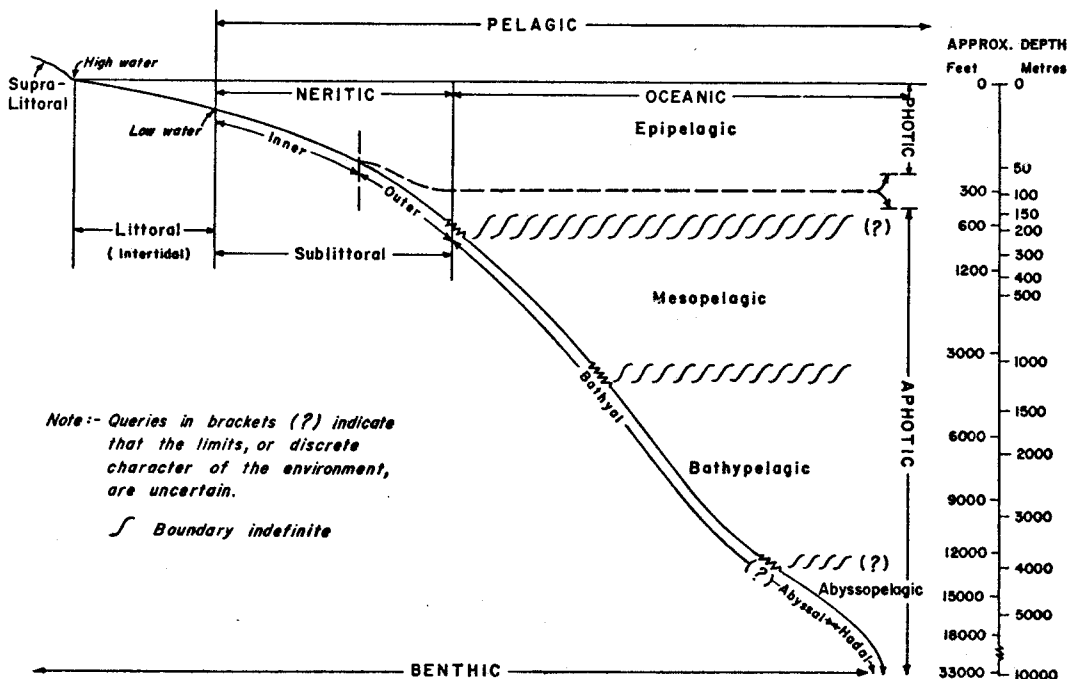 PELAGIC
APPROX. DEPTH
Feet Metres
High water
Supra-
Littoral
NERITIC
OCEANIC
0 0
Low water
Inner
Epipelagic
PHOTIC
50
300 100
Outer
150
Littoral
(Intertidal)
Sublittoral
(?)
600 200
300
1200 400
500
Mesopelagic
3000 1000
Bathyal
APHOTIC
Note:- Queries in brackets (?) indicate
that the limits, or discrete
character of the environment,
are uncertain.
Boundary indefinite
1500
6000 2000
Bathypelagic
9000 3000
12000 4000
(?)
(?)
Abyssal
Hadal
Abyssopelagic
15000 5000
18000
BENTHIC
33000 10000